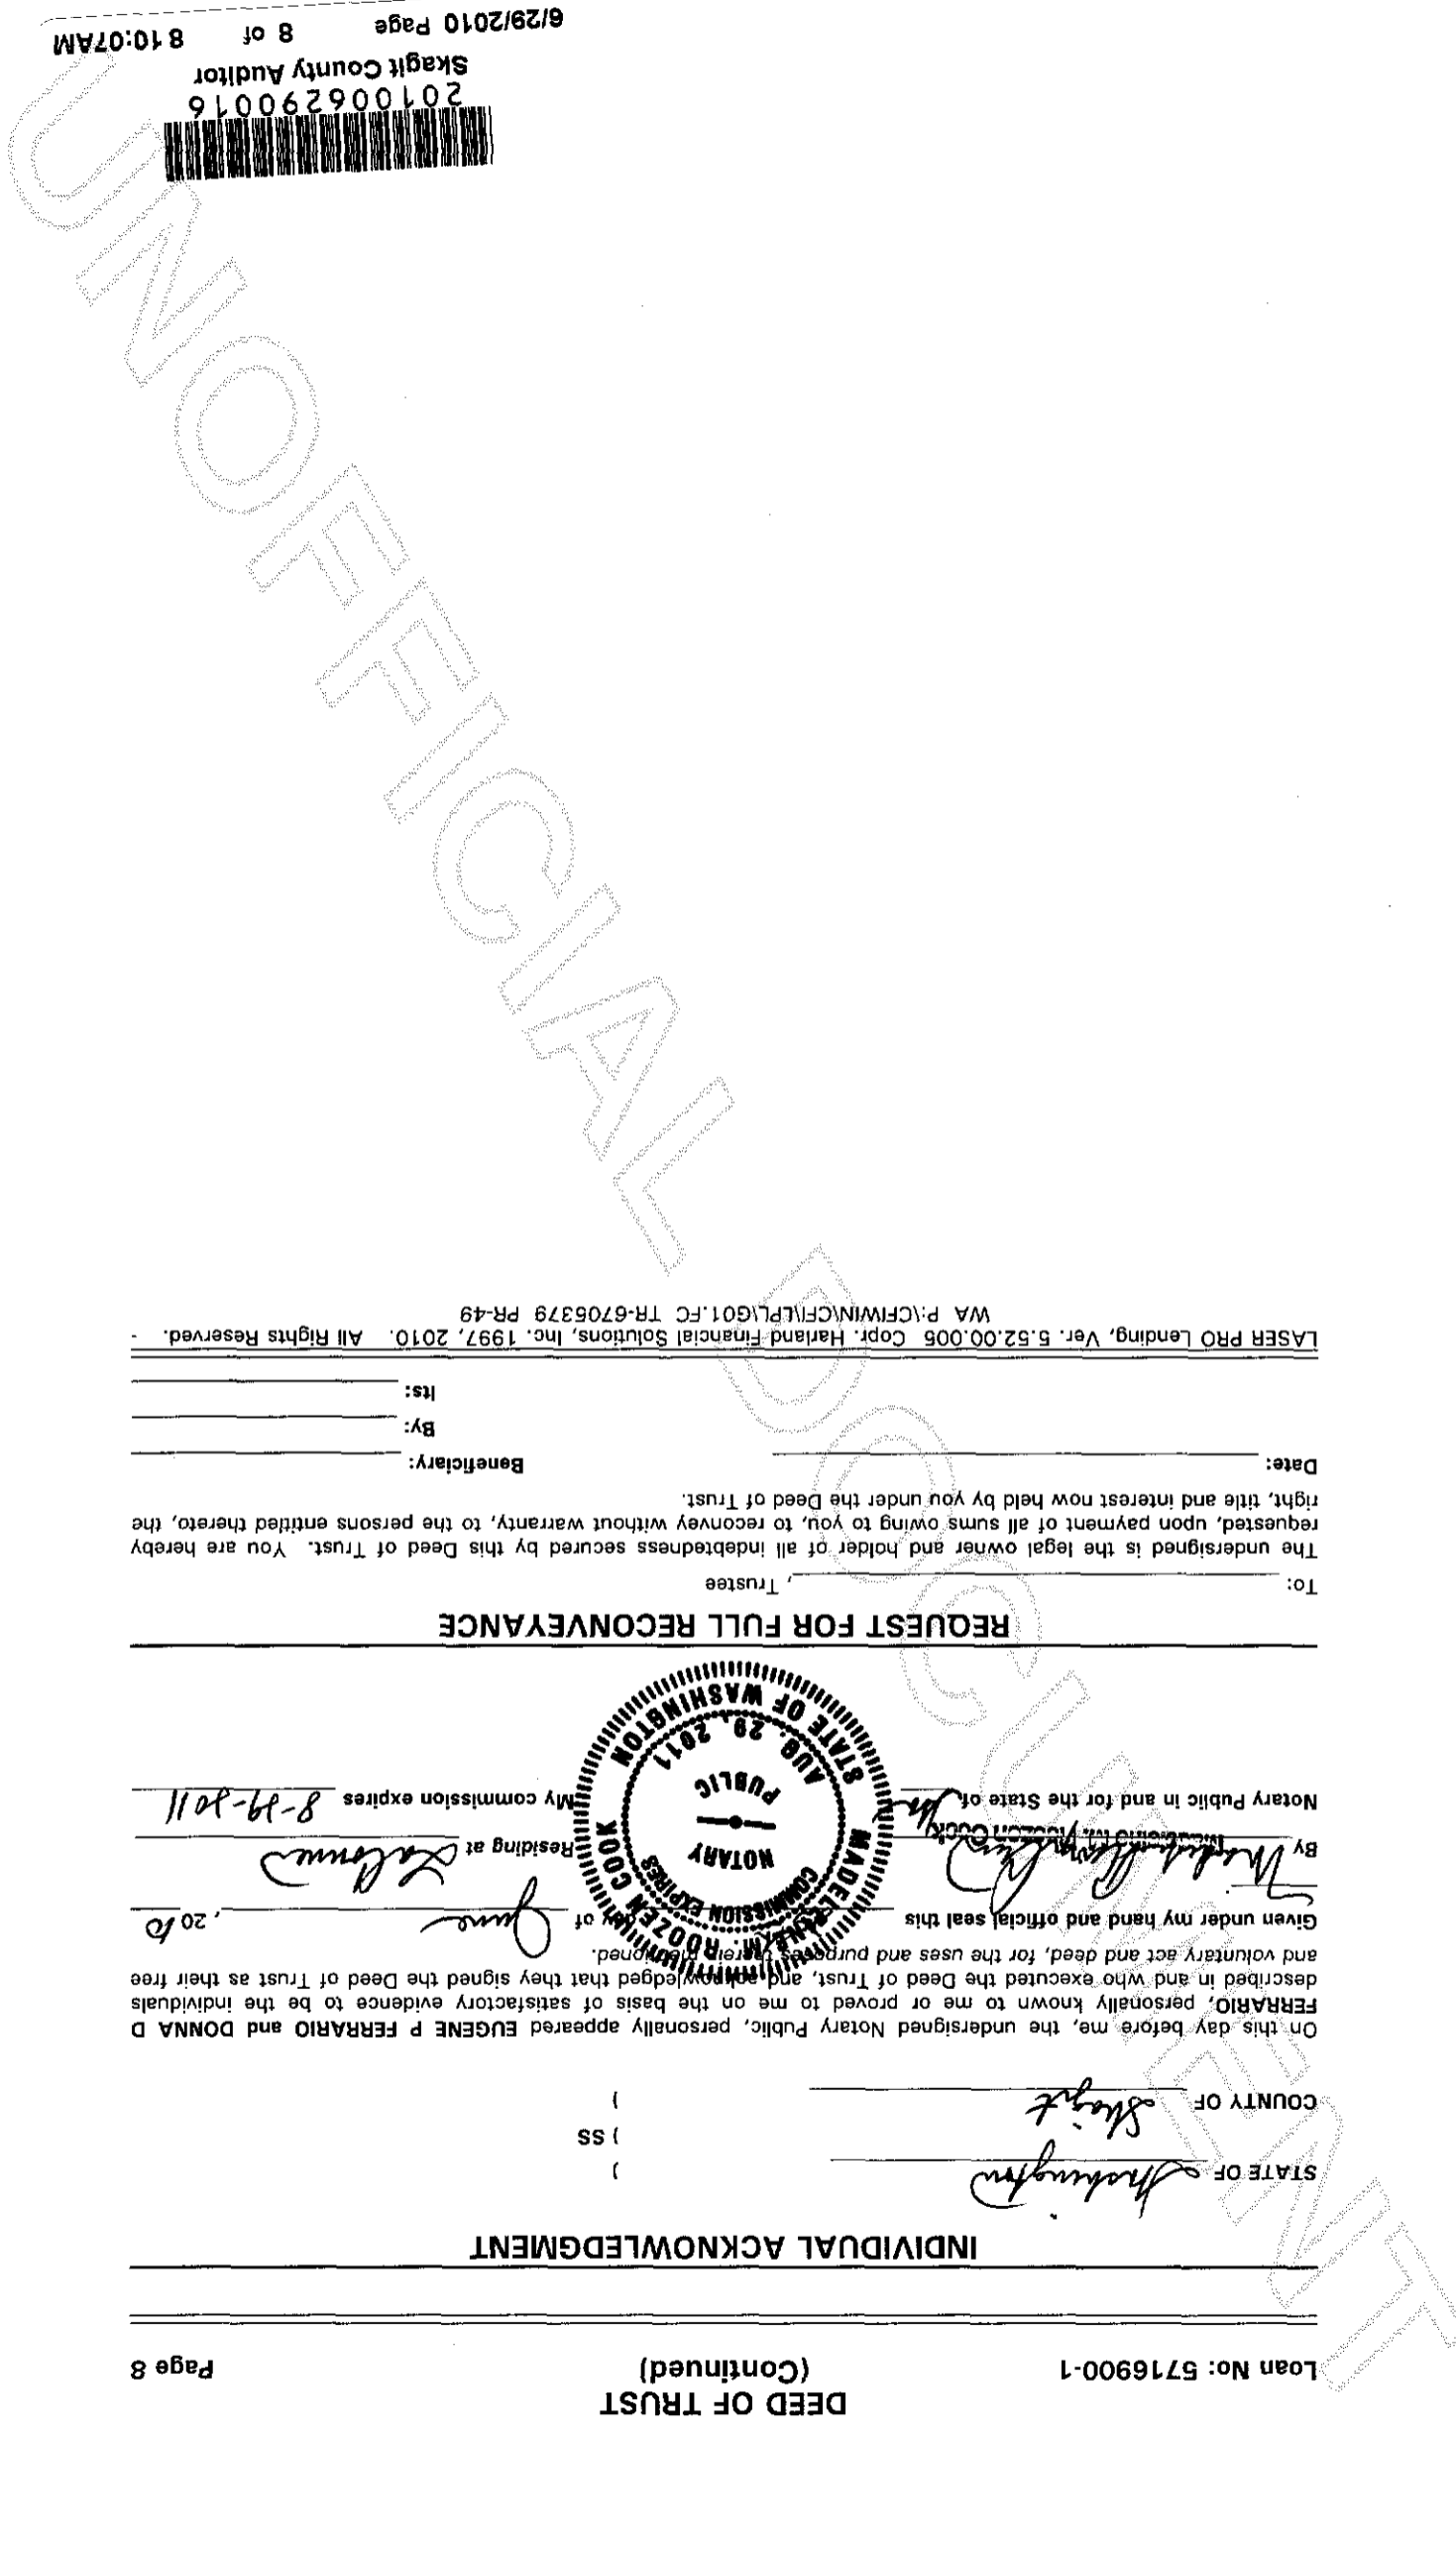 DEED OF TRUST
Loan No: 5716900-1 (Continued) Page 8
INDIVIDUAL ACKNOWLEDGMENT
STATE OF Washington )
) SS
COUNTY OF Skagit )
On this day before me, the undersigned Notary Public, personally appeared EUGENE P FERRARIO and DONNA D
FERRARIO, personally known to me or proved to me on the basis of satisfactory evidence to be the individuals
described in and who executed the Deed of Trust, and acknowledged that they signed the Deed of Trust as their free
and voluntary act and deed, for the uses and purposes therein mentioned.
Given under my hand and official seal this day of June, 2010
By Madelaine M. Roozen Cook Residing at LaConner
Notary Public in and for the State of My commission expires 8-29-2011
MADELAINE M. ROOZEN COOK
COMMISSION EXPIRES
NOTARY
PUBLIC
AUG. 29, 2011
STATE OF WASHINGTON
REQUEST FOR FULL RECONVEYANCE
To: , Trustee
The undersigned is the legal owner and holder of all indebtedness secured by this Deed of Trust. You are hereby
requested, upon payment of all sums owing to you, to reconvey without warranty, to the persons entitled thereto, the
right, title and interest now held by you under the Deed of Trust.
Date: Beneficiary:
By:
Its:
LASER PRO Lending, Ver. 5.52.00.005 Copr. Harland Financial Solutions, Inc. 1997, 2010. All Rights Reserved. -
WA P:\CFIWIN\CFI\LPL\G01.FC TR-6705379 PR-49
UNOFFICIAL DOCUMENT
201006290016
Skagit County Auditor
6/29/2010 Page 8 of 8 10:07AM